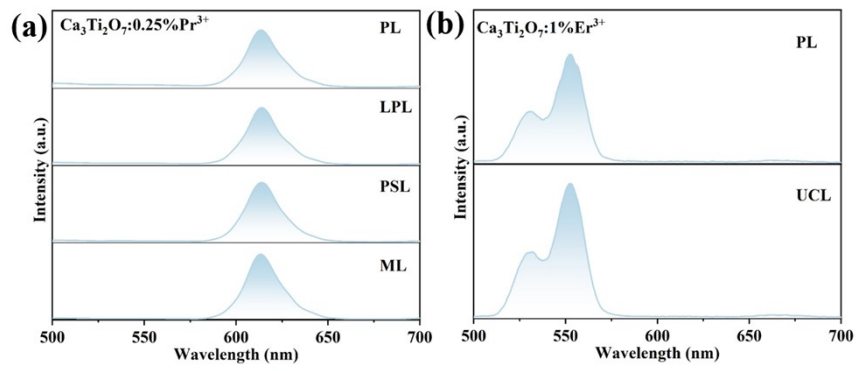 (a)
Ca3Ti2O7:0.25%Pr3+
PL
LPL
PSL
ML
Intensity (a.u.)
500 550 600 650 700
Wavelength (nm)
(b)
Ca3Ti2O7:1%Er3+
PL
UCL
Intensity (a.u.)
500 550 600 650 700
Wavelength (nm)